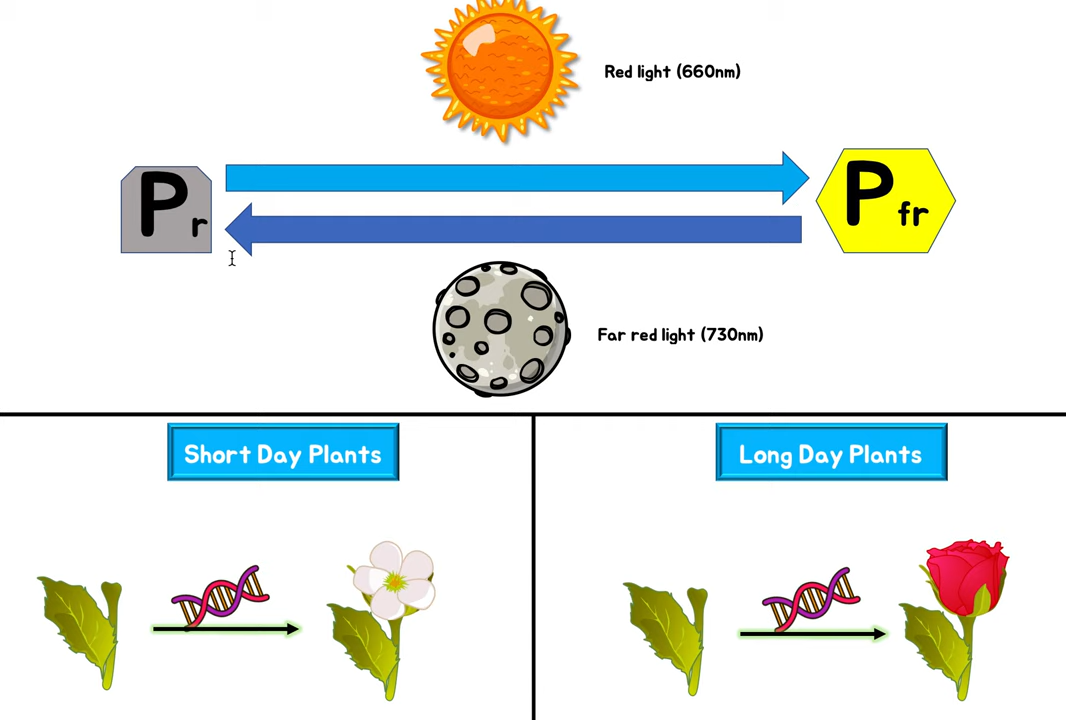 Red light (660nm)
Pr
Pfr
Far red light (730nm)
Short Day Plants
Long Day Plants